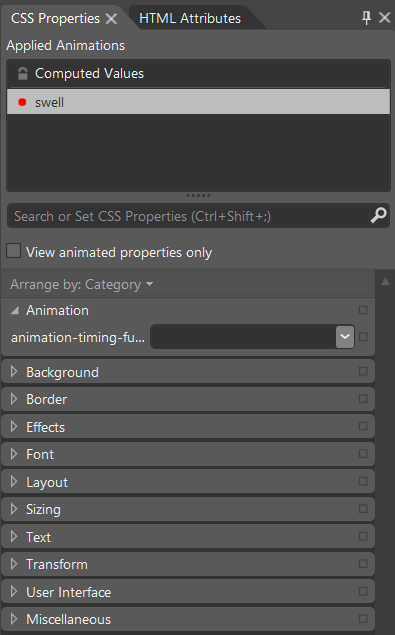 CSS Properties HTML Attributes
Applied Animations
Computed Values
swell
Search or Set CSS Properties (Ctrl+Shift+;)
View animated properties only
Arrange by: Category
Animation
animation-timing-fu...
Background
Border
Effects
Font
Layout
Sizing
Text
Transform
User Interface
Miscellaneous